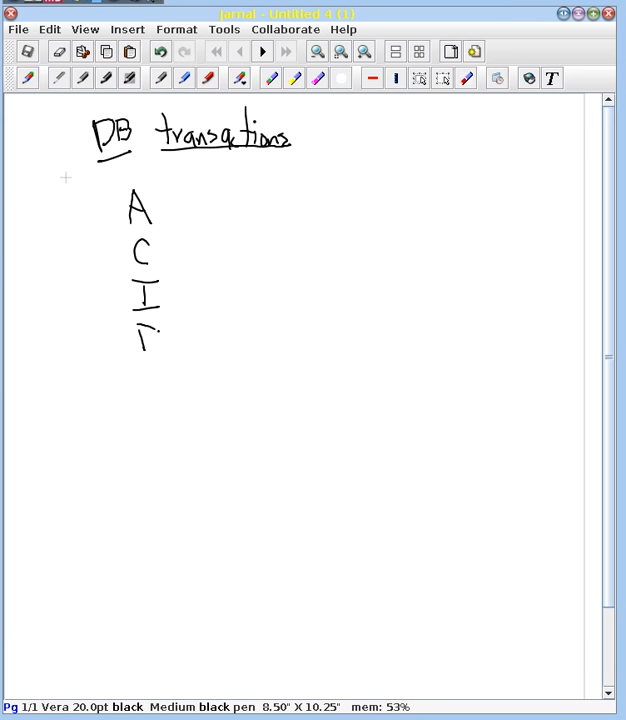 jarnal - Untitled 4 (1)
File Edit View Insert Format Tools Collaborate Help
T
DB transactions
A
C
I
Pg 1/1 Vera 20.0pt black Medium black pen 8.50" X 10.25" mem: 53%